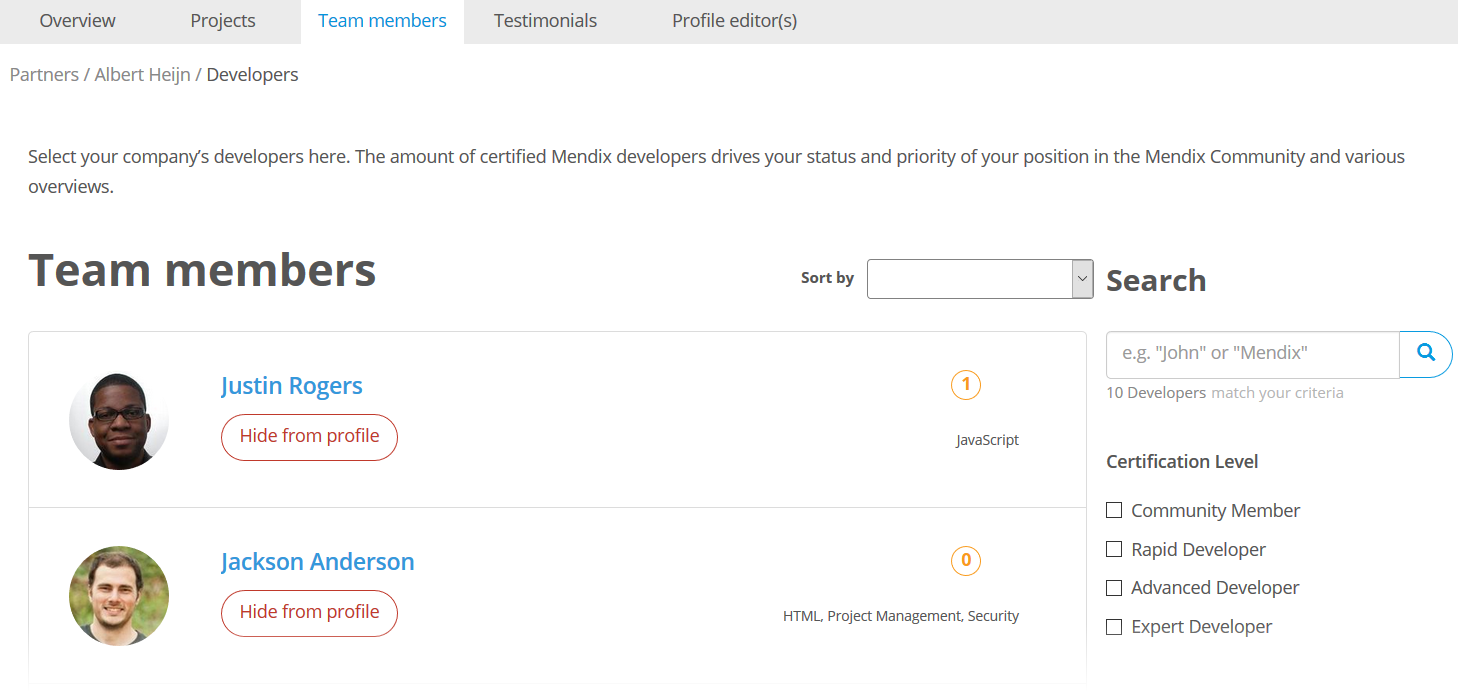 Overview Projects Team members Testimonials Profile editor(s)
Partners / Albert Heijn / Developers
Select your company’s developers here. The amount of certified Mendix developers drives your status and priority of your position in the Mendix Community and various
overviews.
Team members
Sort by
Justin Rogers
1
Hide from profile
JavaScript
Jackson Anderson
0
Hide from profile
HTML, Project Management, Security
Search
e.g. "John" or "Mendix"
10 Developers match your criteria
Certification Level
Community Member
Rapid Developer
Advanced Developer
Expert Developer